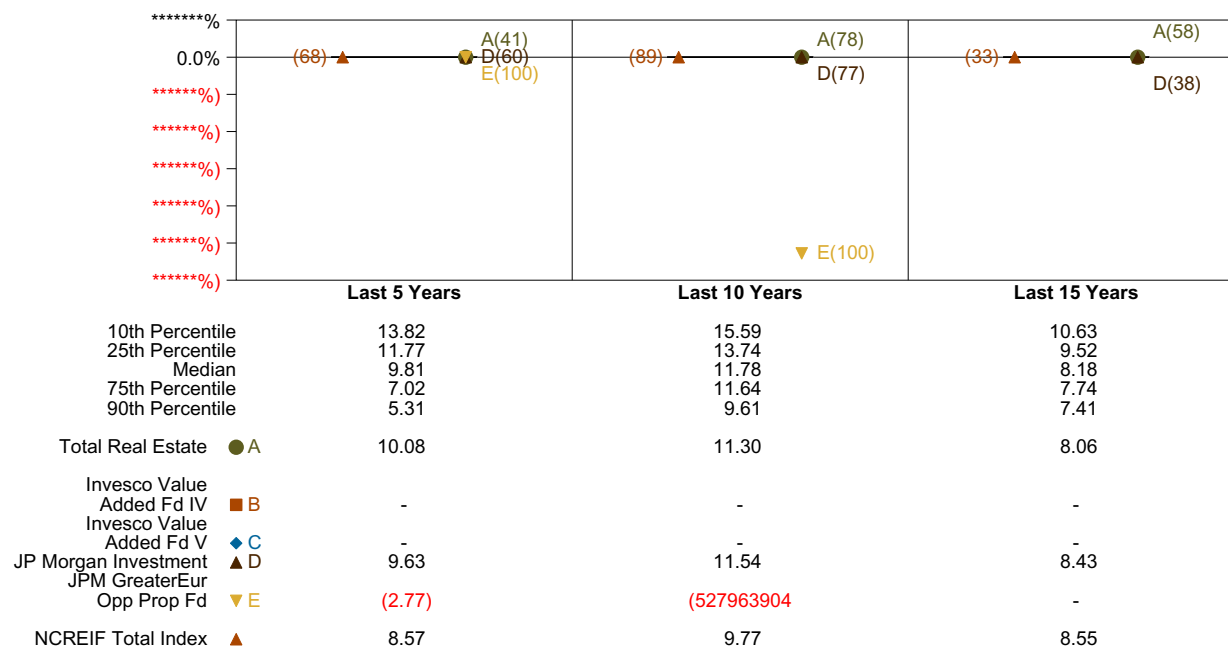 *******%
0.0%
******%)
******%)
******%)
******%)
******%)
******%)
(68)
A(41)
D(60)
E(100)
(89)
A(78)
D(77)
E(100)
(33)
A(58)
D(38)
Last 5 Years Last 10 Years Last 15 Years
10th Percentile 13.82 15.59 10.63
25th Percentile 11.77 13.74 9.52
Median 9.81 11.78 8.18
75th Percentile 7.02 11.64 7.74
90th Percentile 5.31 9.61 7.41
Total Real Estate A 10.08 11.30 8.06
Invesco Value
Added Fd IV B - - -
Invesco Value
Added Fd V C - - -
JP Morgan Investment D 9.63 11.54 8.43
JPM GreaterEur
Opp Prop Fd E (2.77) (527963904 -
NCREIF Total Index 8.57 9.77 8.55